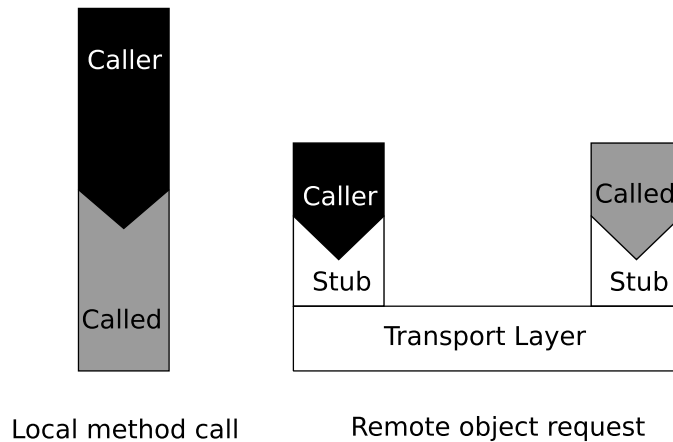 Caller
Called
Local method call
Caller
Called
Stub
Stub
Transport Layer
Remote object request